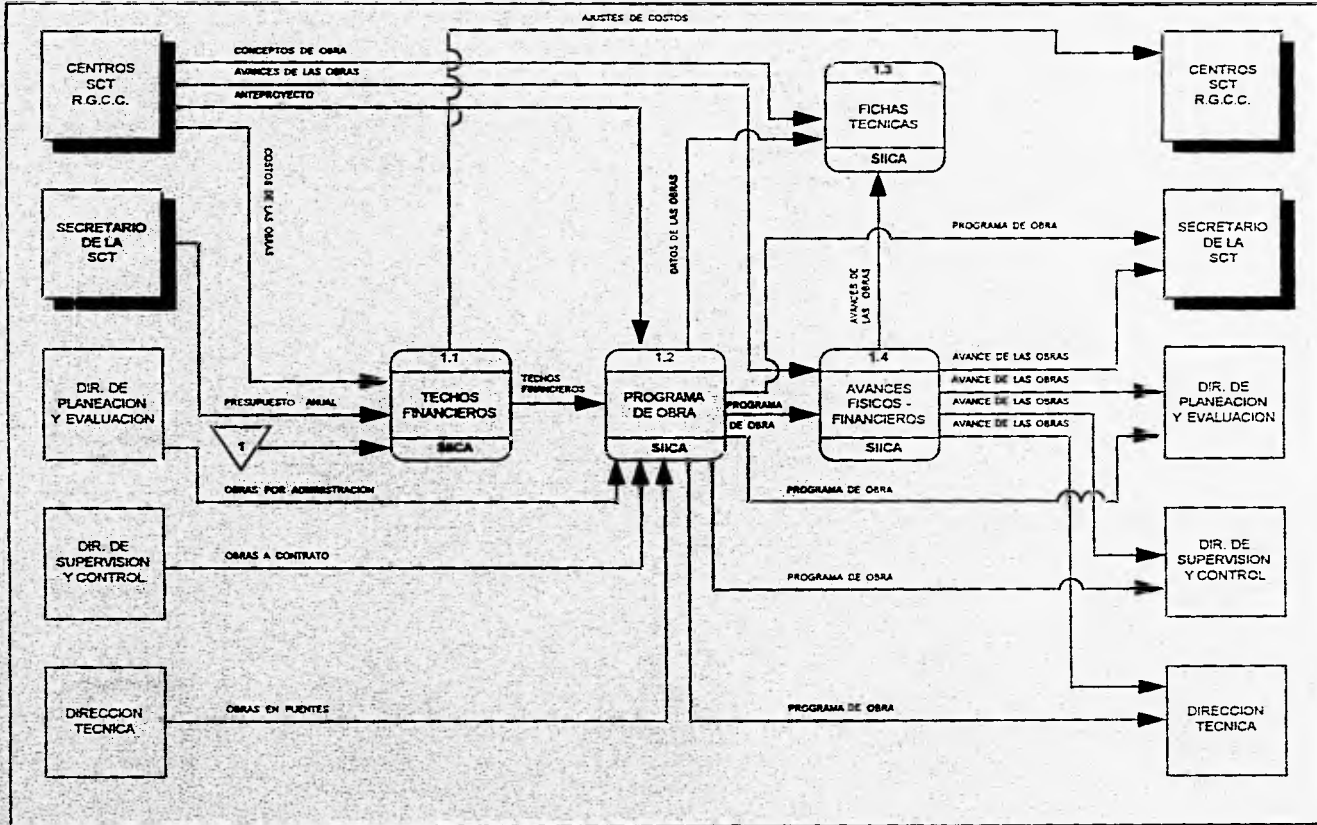 AJUSTES DE COSTOS
CENTROS
SCT
R.G.C.C.
CONCEPTOS DE OBRA
AVANCES DE LAS OBRAS
ANTEPROYECTO
COSTOS DE LAS OBRAS
1.3
FICHAS
TECNICAS
SIICA
CENTROS
SCT
R.G.C.C.
SECRETARIO
DE LA
SCT
DATOS DE LAS OBRAS
AVANCES DE
LAS OBRAS
PROGRAMA DE OBRA
SECRETARIO
DE LA
SCT
DIR. DE
PLANEACION
Y EVALUACION
PRESUPUESTO ANUAL
1
1.1
TECHOS
FINANCIEROS
SIICA
TECHOS
FINANCIEROS
1.2
PROGRAMA
DE OBRA
SIICA
PROGRAMA
DE OBRA
1.4
AVANCES
FISICOS -
FINANCIEROS
SIICA
AVANCE DE LAS OBRAS
AVANCE DE LAS OBRAS
AVANCE DE LAS OBRAS
AVANCE DE LAS OBRAS
DIR. DE
PLANEACION
Y EVALUACION
OBRAS POR ADMINISTRACION
PROGRAMA DE OBRA
DIR. DE
SUPERVISION
Y CONTROL
OBRAS A CONTRATO
PROGRAMA DE OBRA
DIR. DE
SUPERVISION
Y CONTROL
DIRECCION
TECNICA
OBRAS EN PUENTES
PROGRAMA DE OBRA
DIRECCION
TECNICA